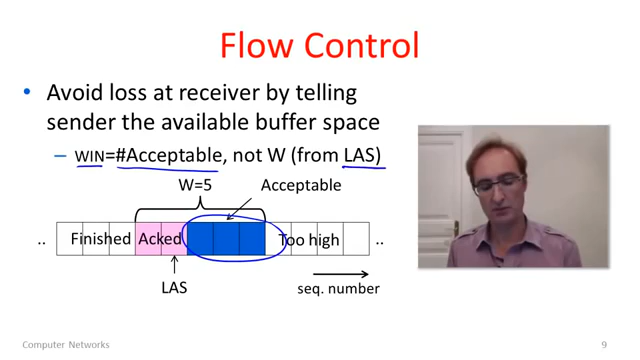 Flow Control
• Avoid loss at receiver by telling
sender the available buffer space
– WIN=#Acceptable, not W (from LAS)
W=5
Acceptable
.. Finished Acked Too high ..
LAS
seq. number
Computer Networks
9